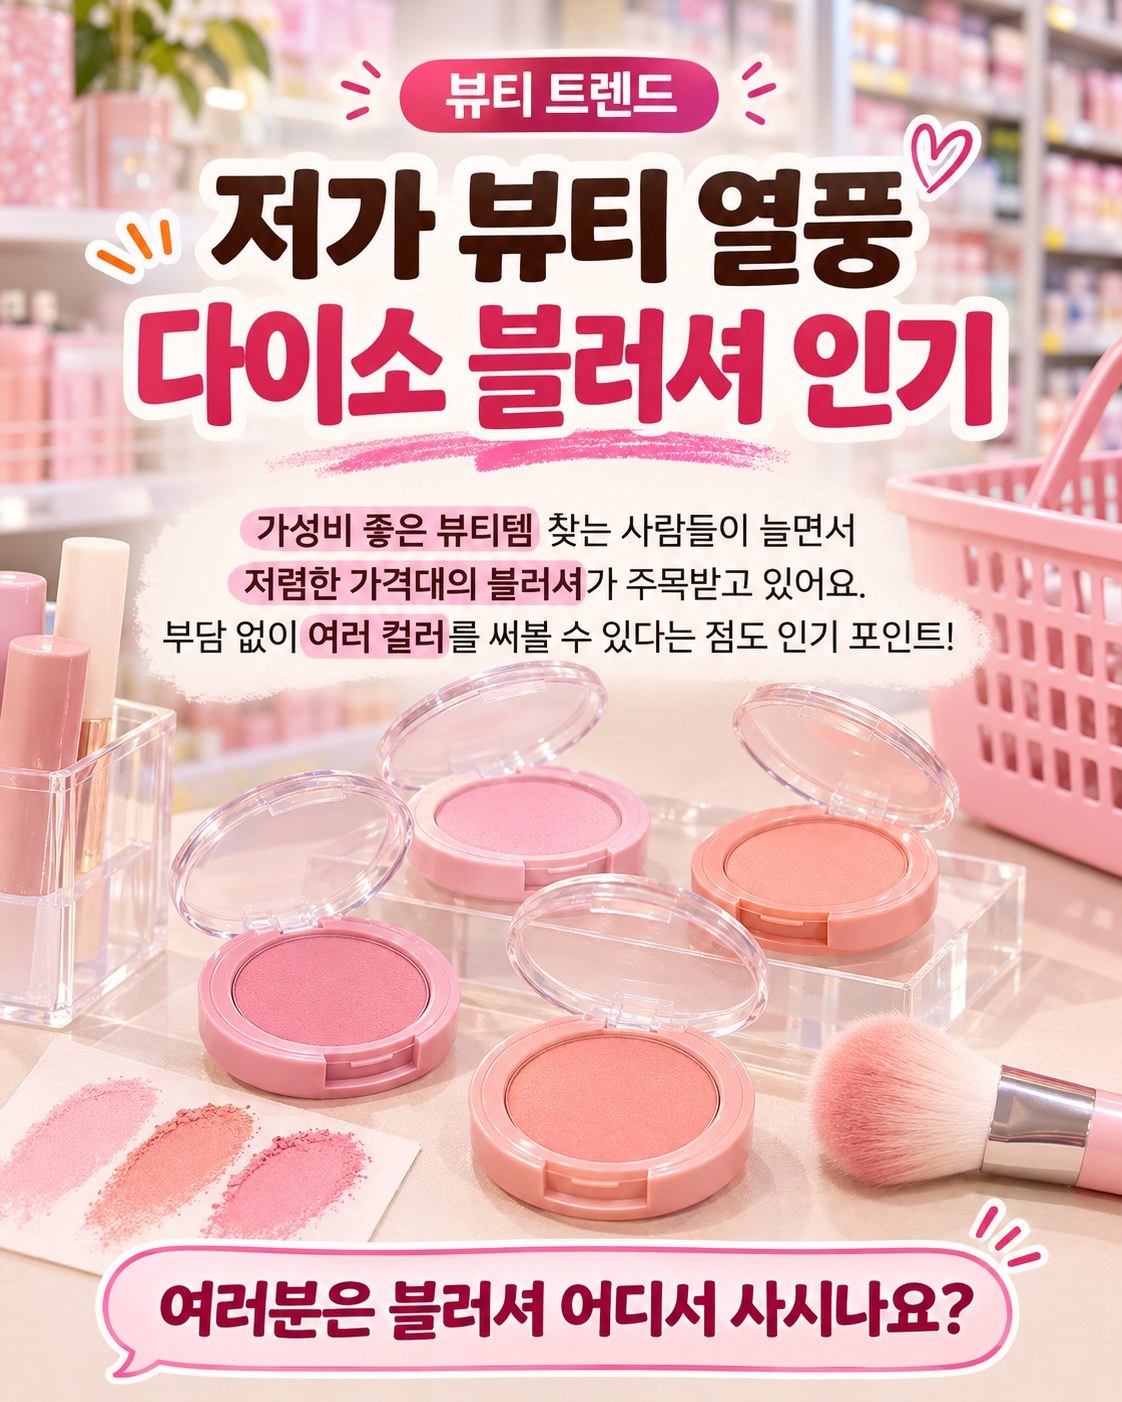 뷰티 트렌드
저가 뷰티 열풍
다이소 블러셔 인기
가성비 좋은 뷰티템 찾는 사람들이 늘면서
저렴한 가격대의 블러셔가 주목받고 있어요.
부담 없이 여러 컬러를 써볼 수 있다는 점도 인기 포인트!
여러분은 블러셔 어디서 사시나요?